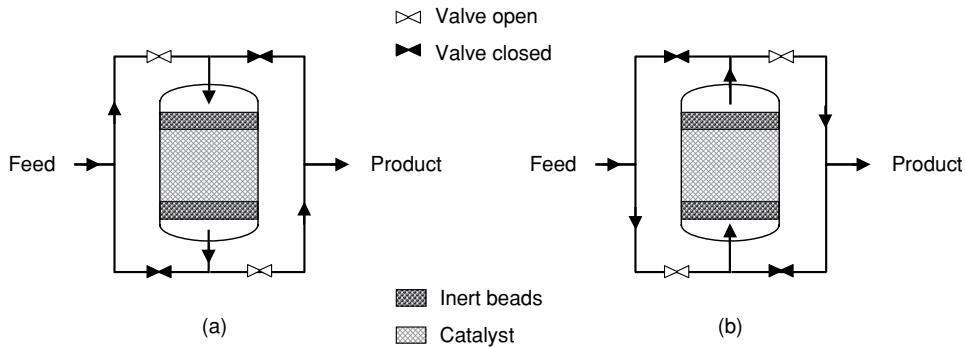 Valve open
Valve closed
Feed
Product
Feed
Product
Inert beads
Catalyst
(a)
(b)